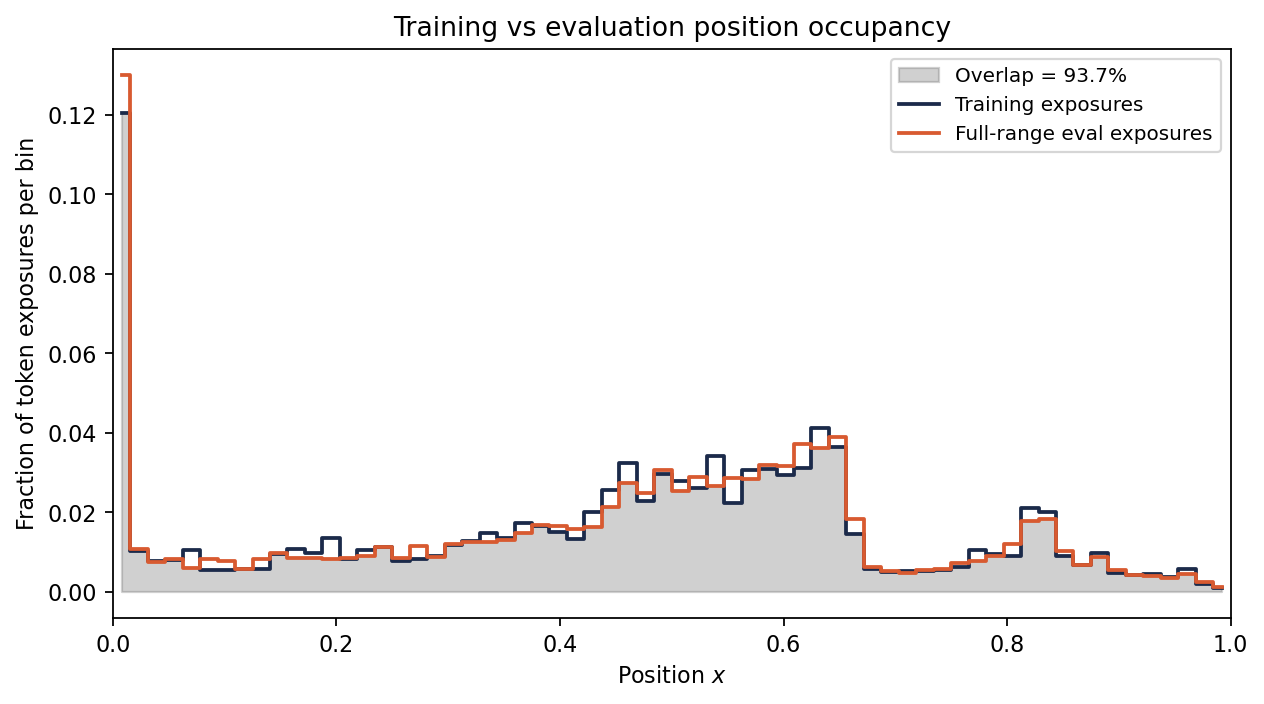 Training vs evaluation position occupancy
Overlap = 93.7%
Training exposures
Full-range eval exposures
Fraction of token exposures per bin
0.12
0.10
0.08
0.06
0.04
0.02
0.00
0.0 0.2 0.4 0.6 0.8 1.0
Position x